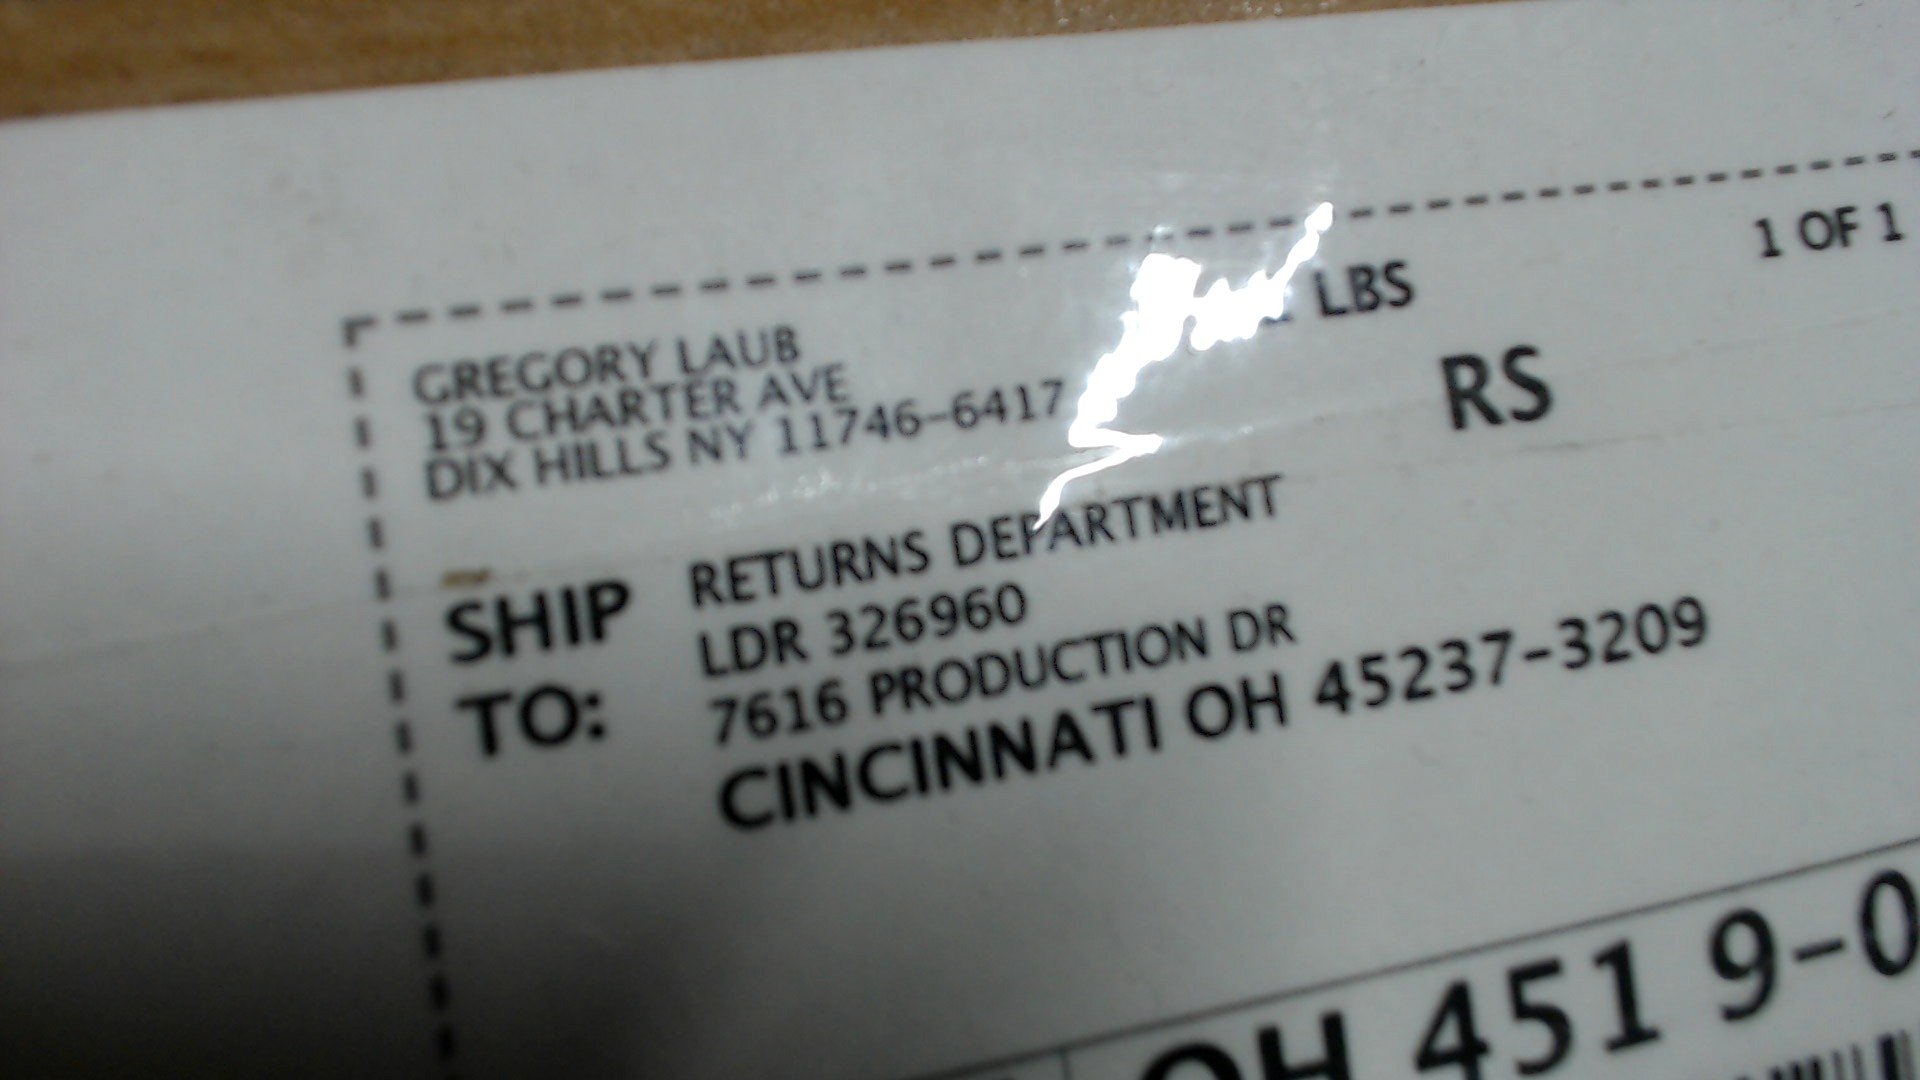 GREGORY LAUB
19 CHARTER AVE
DIX HILLS NY 11746-6417
LBS
1 OF 1
RS
SHIP TO:
RETURNS DEPARTMENT
LDR 326960
7616 PRODUCTION DR
CINCINNATI OH 45237-3209
OH 451 9-0